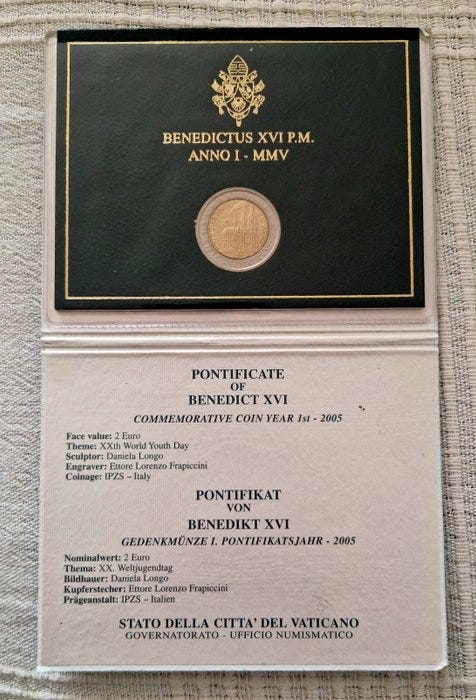 BENEDICTUS XVI P.M.
ANNO I - MMV
PONTIFICATE
OF
BENEDICT XVI
COMMEMORATIVE COIN YEAR 1st - 2005
Face value: 2 Euro
Theme: XXth World Youth Day
Sculptor: Daniela Longo
Engraver: Ettore Lorenzo Frapiccini
Coinage: IPZS – Italy
PONTIFIKAT
VON
BENEDIKT XVI
GEDENKMÜNZE I. PONTIFIKATSJAHR - 2005
Nominalwert: 2 Euro
Thema: XX. Weltjugendtag
Bildhauer: Daniela Longo
Kupferstecher: Ettore Lorenzo Frapiccini
Prägeanstalt: IPZS – Italien
STATO DELLA CITTA' DEL VATICANO
GOVERNATORATO - UFFICIO NUMISMATICO